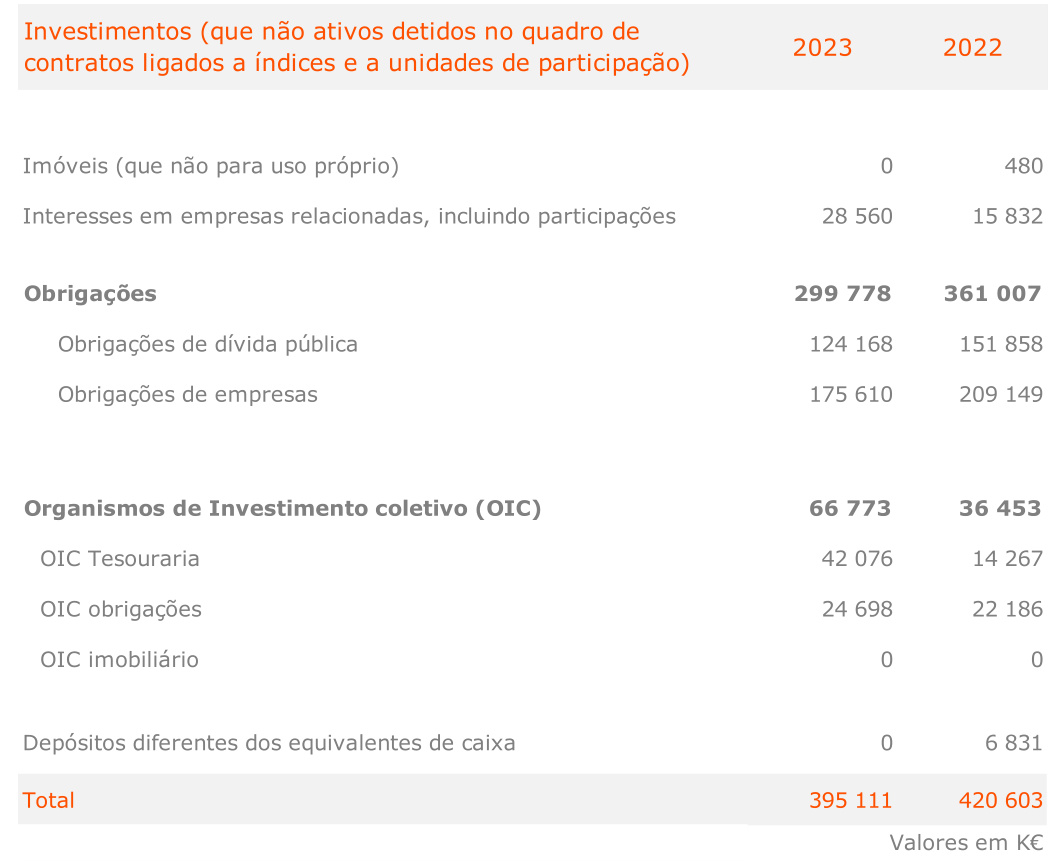 Investimentos (que não ativos detidos no quadro de
contratos ligados a índices e a unidades de participação) 2023 2022
Imóveis (que não para uso próprio) 0 480
Interesses em empresas relacionadas, incluindo participações 28 560 15 832
Obrigações 299 778 361 007
Obrigações de dívida pública 124 168 151 858
Obrigações de empresas 175 610 209 149
Organismos de Investimento coletivo (OIC) 66 773 36 453
OIC Tesouraria 42 076 14 267
OIC obrigações 24 698 22 186
OIC imobiliário 0 0
Depósitos diferentes dos equivalentes de caixa 0 6 831
Total 395 111 420 603
Valores em K€